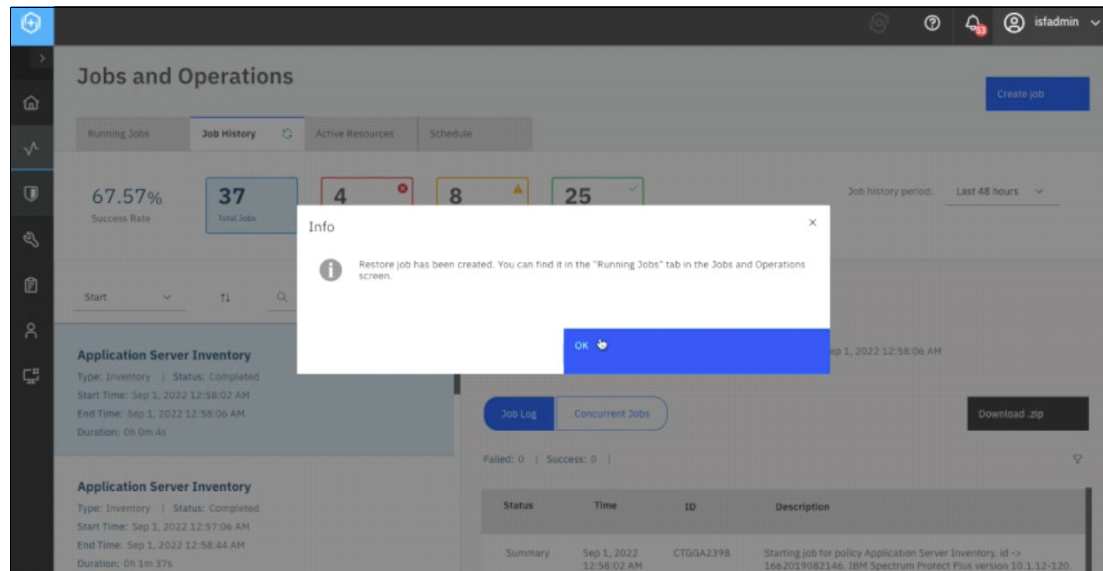 53
isfadmin
Jobs and Operations
Create job
Running Jobs
Job History
Active Resources
Schedule
67.57%
Success Rate
37
Total Jobs
4
8
25
Job history period:
Last 48 hours
Info
Restore job has been created. You can find it in the "Running Jobs" tab in the Jobs and Operations
screen.
OK
Start
Application Server Inventory
Type: Inventory | Status: Completed
Start Time: Sep 1, 2022 12:58:02 AM
End Time: Sep 1, 2022 12:58:06 AM
Duration: 0h 0m 4s
ep 1, 2022 12:58:06 AM
Job Log
Concurrent Jobs
Download .zip
Failed: 0 | Success: 0 |
Application Server Inventory
Type: Inventory | Status: Completed
Start Time: Sep 1, 2022 12:57:06 AM
End Time: Sep 1, 2022 12:58:44 AM
Duration: 0h 1m 37s
Status
Time
ID
Description
Summary
Sep 1, 2022
12:58:02 AM
CTGGA2398
Starting job for policy Application Server Inventory. id ->
1662019082146. IBM Spectrum Protect Plus version 10.1.12-120.